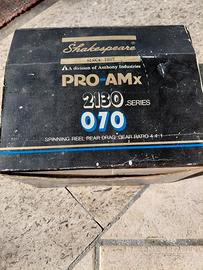 Shakespeare
SINCE 1897
A division of Anthony Industries
PRO-AMx
2130 SERIES
070
SPINNING REEL REAR DRAG GEAR RATIO 4.4:1